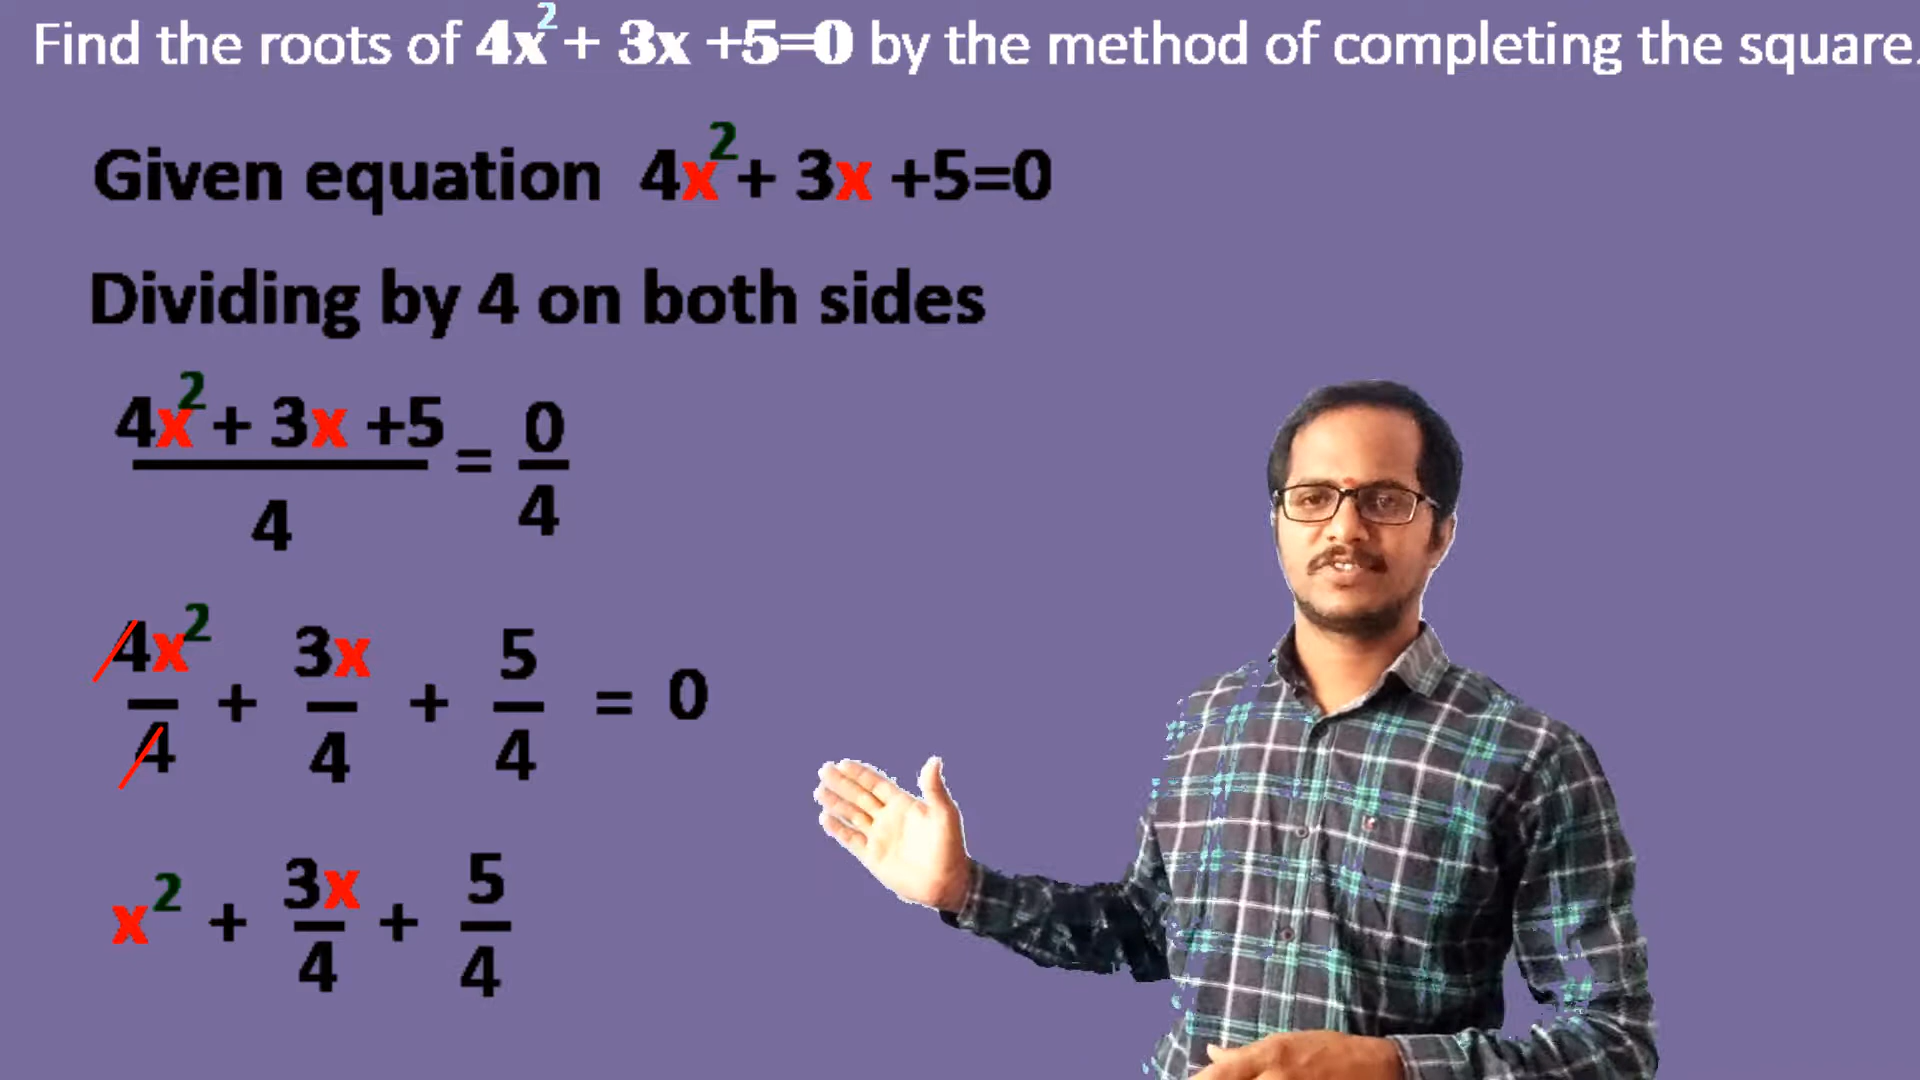 Find the roots of 4x² + 3x +5=0 by the method of completing the square.
Given equation 4x² + 3x +5=0
Dividing by 4 on both sides
4x² + 3x +5 / 4 = 0 / 4
4x² / 4 + 3x / 4 + 5 / 4 = 0
x² + 3x / 4 + 5 / 4